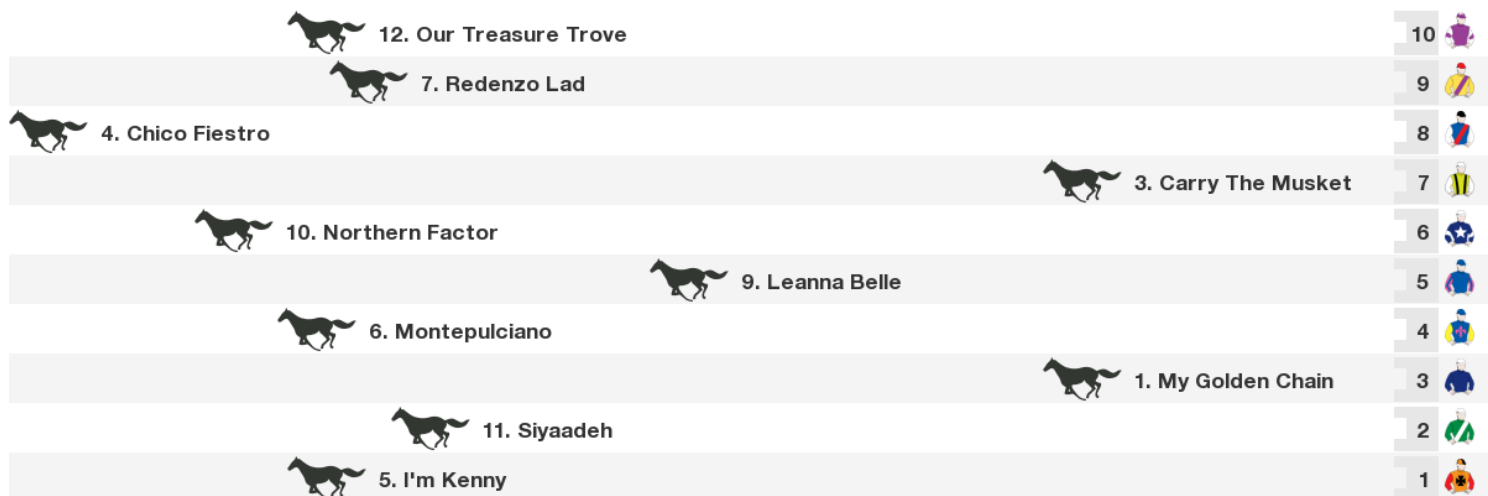 12. Our Treasure Trove 10
7. Redenzo Lad 9
4. Chico Fiestro 8
3. Carry The Musket 7
10. Northern Factor 6
9. Leanna Belle 5
6. Montepulciano 4
1. My Golden Chain 3
11. Siyaadeh 2
5. I'm Kenny 1